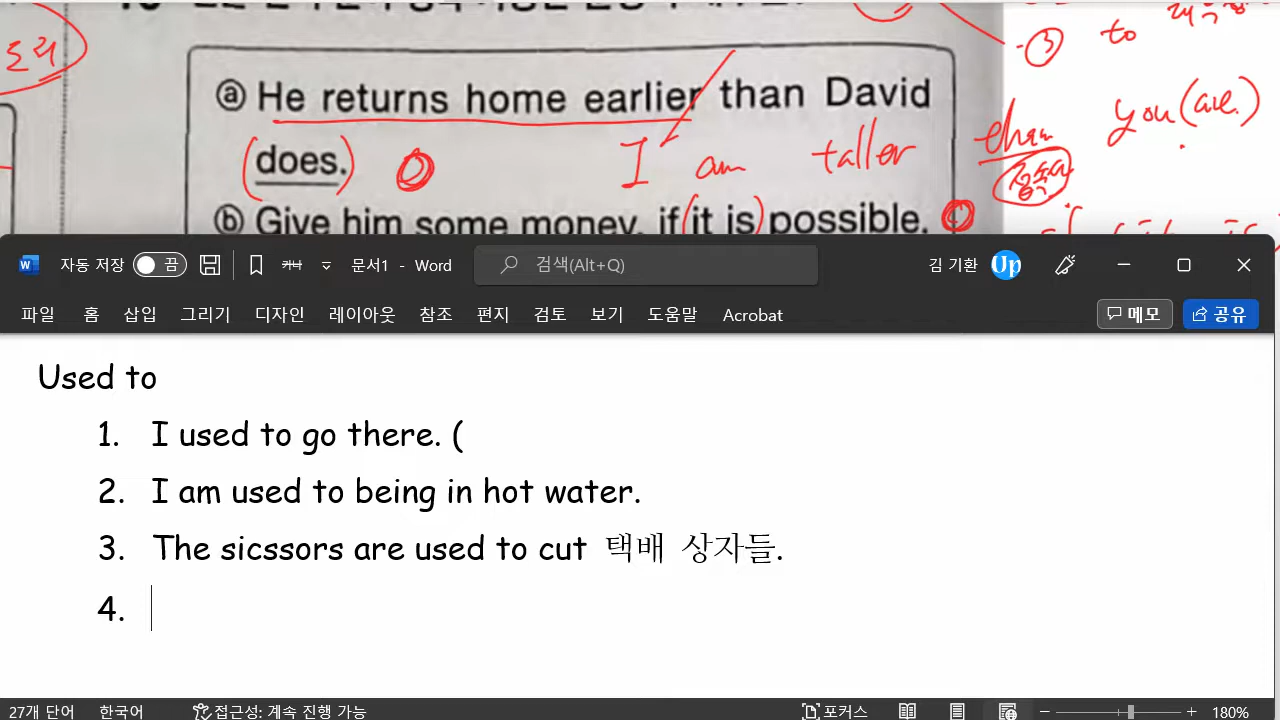 도리
ⓐ He returns home earlier than David
does.
I am taller than you (are.)
접속사
③ to
ⓑ Give him some money, if it is possible.
자동 저장 끔 문서1 - Word 검색(Alt+Q) 김 기환 Up
파일 홈 삽입 그리기 디자인 레이아웃 참조 편지 검토 보기 도움말 Acrobat 메모 공유
Used to
1. I used to go there. (
2. I am used to being in hot water.
3. The sicssors are used to cut 택배 상자들.
4.
27개 단어 한국어 접근성: 계속 진행 가능 포커스 180%